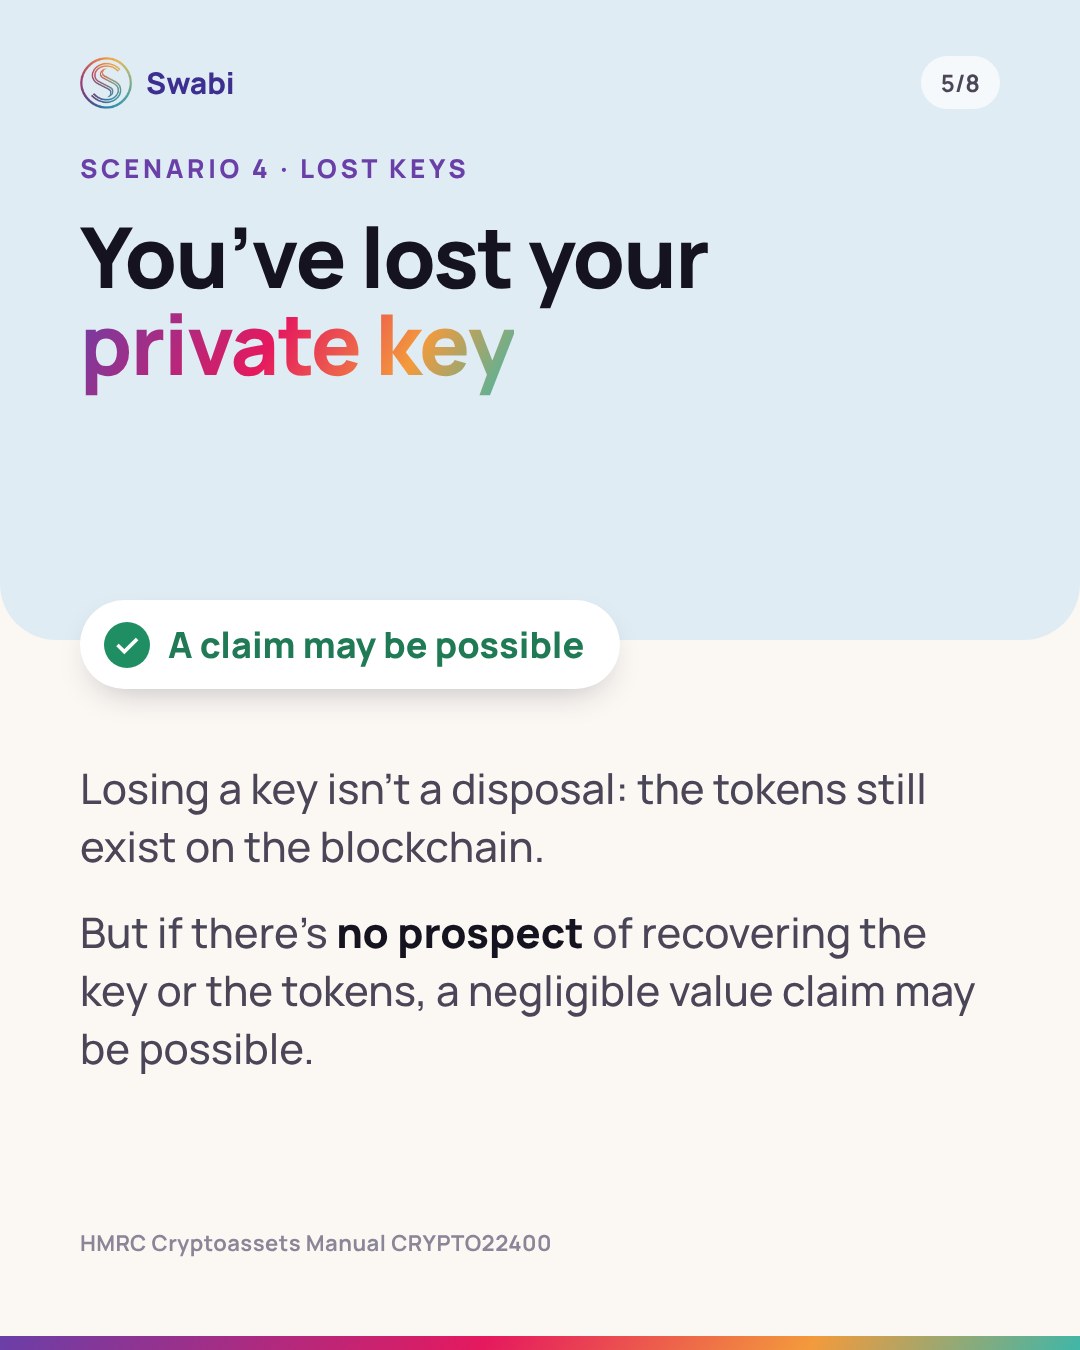 Swabi
5/8
SCENARIO 4 · LOST KEYS
You’ve lost your
private key
A claim may be possible
Losing a key isn’t a disposal: the tokens still
exist on the blockchain.
But if there’s no prospect of recovering the
key or the tokens, a negligible value claim may
be possible.
HMRC Cryptoassets Manual CRYPTO22400